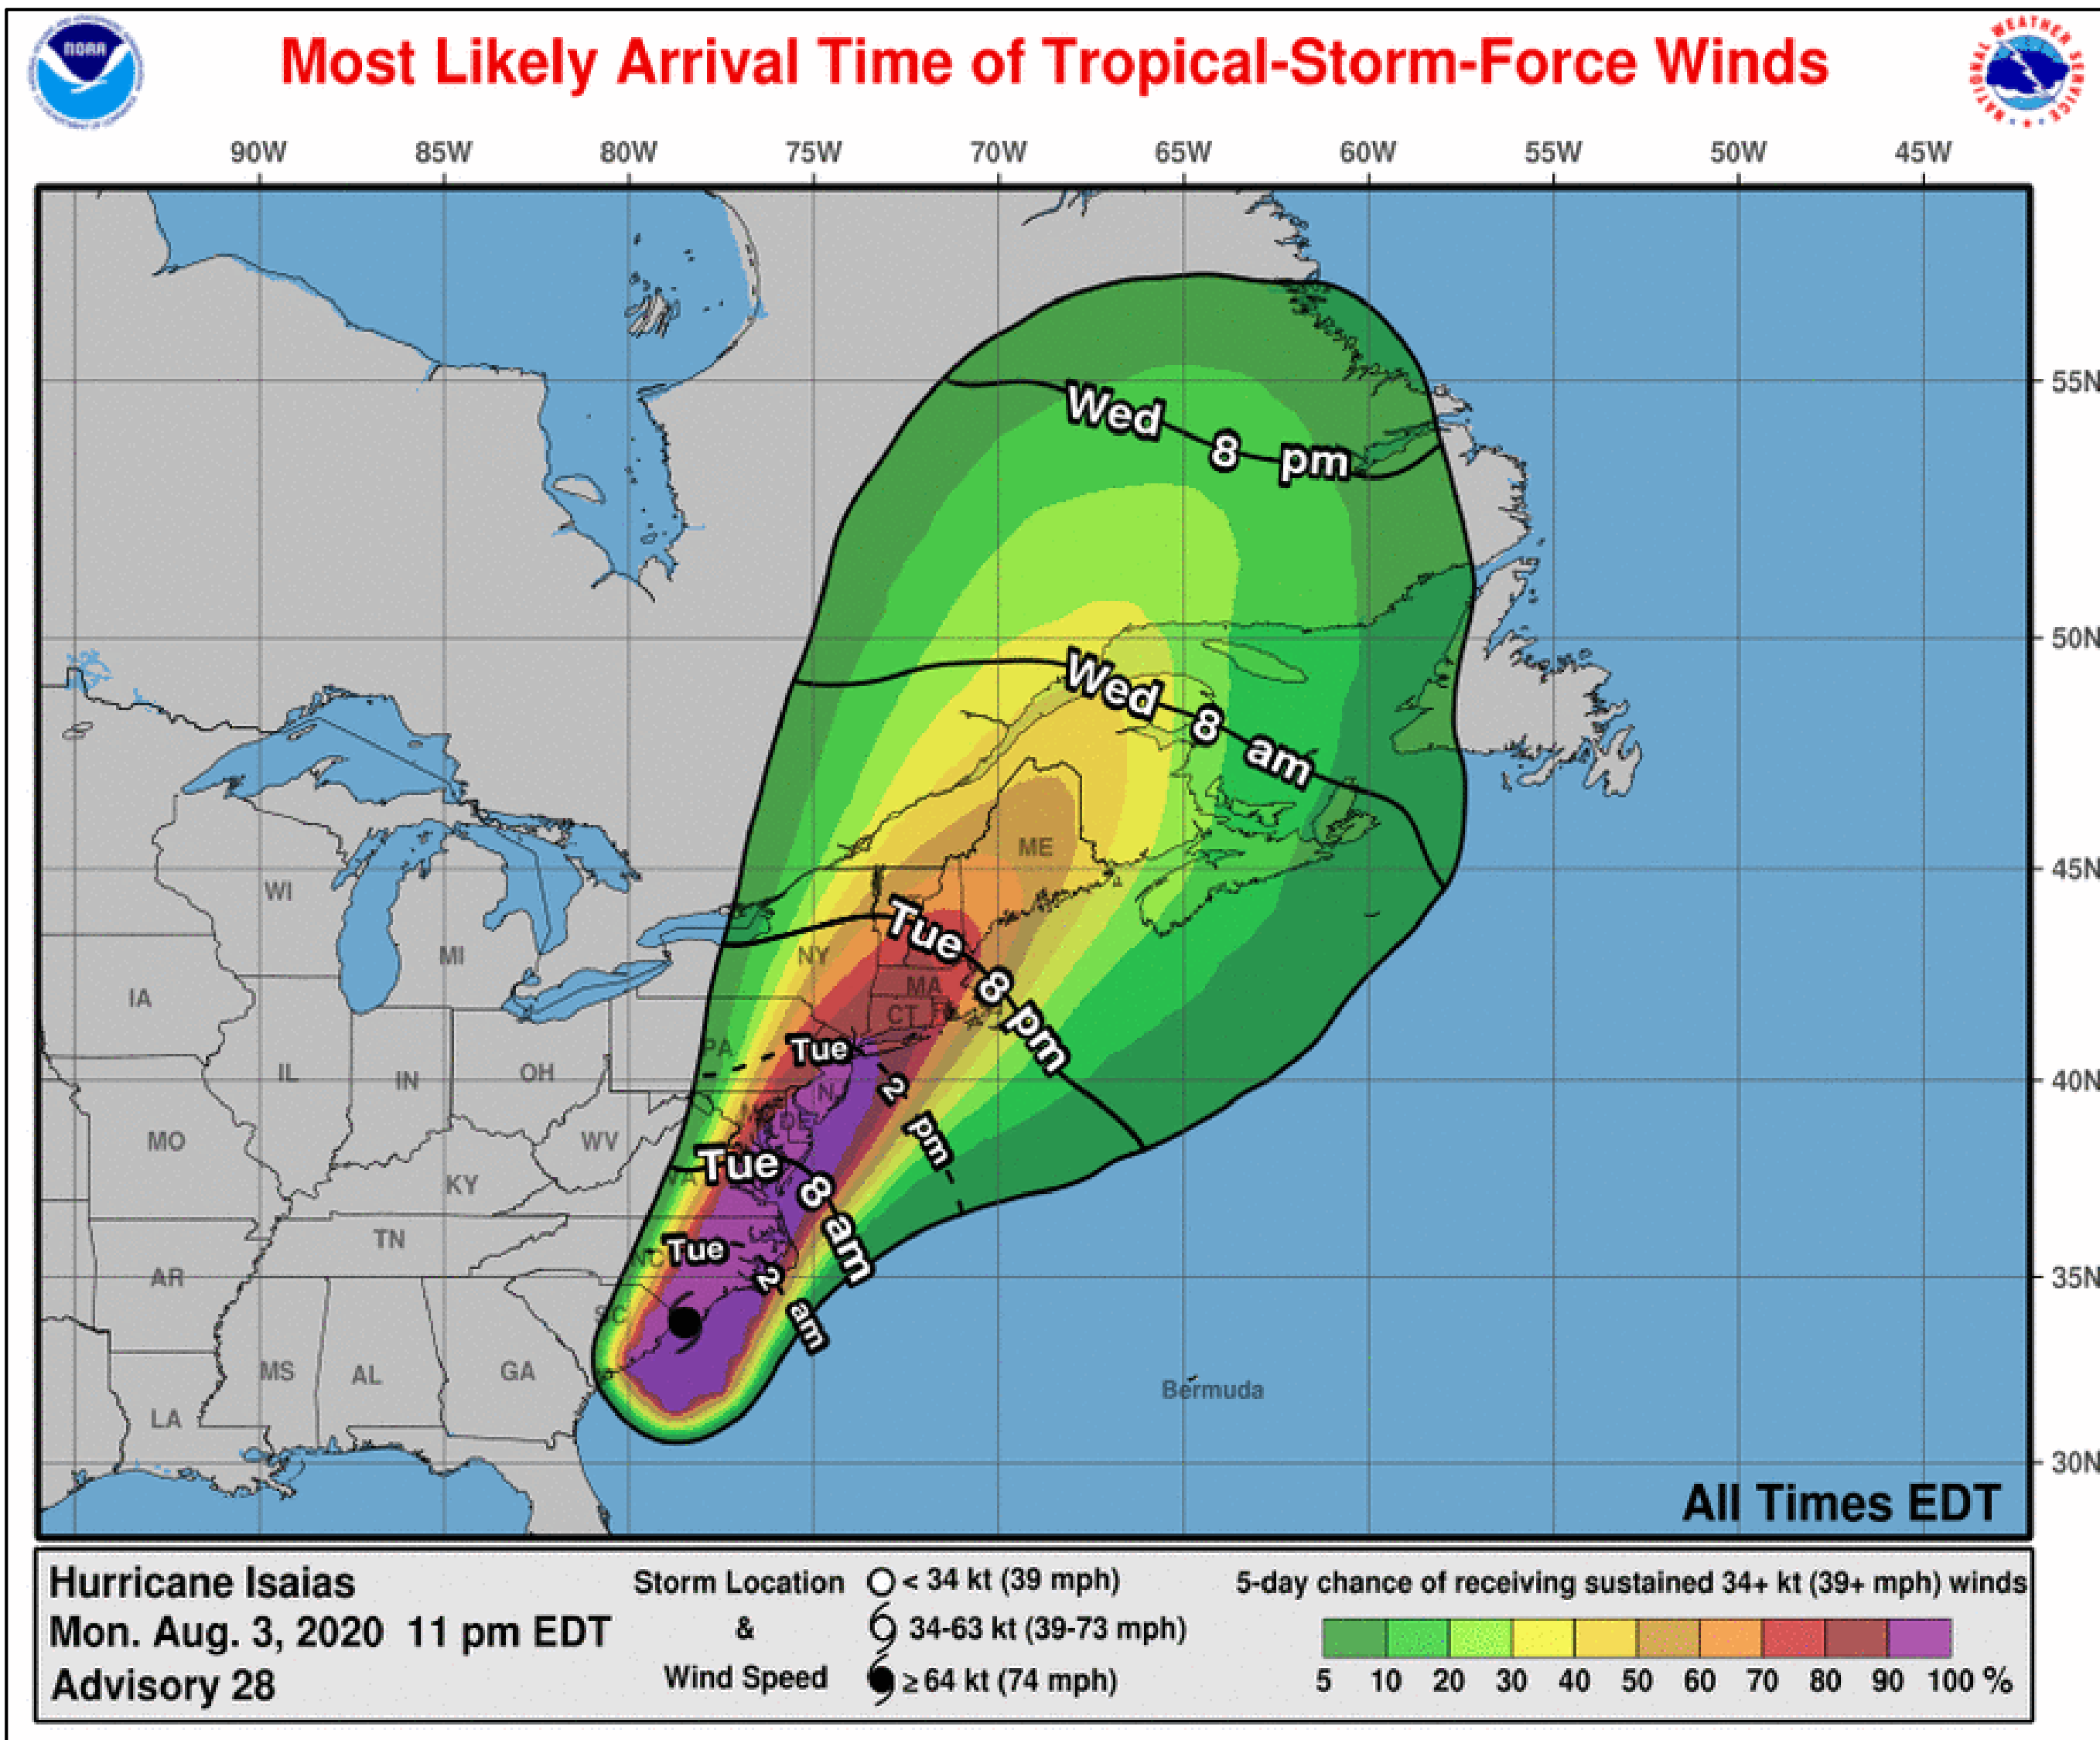 NOAA
Most Likely Arrival Time of Tropical-Storm-Force Winds
NATIONAL WEATHER SERVICE
90W 85W 80W 75W 70W 65W 60W 55W 50W 45W
55N
Wed 8 pm
50N
Wed 8 am
ME
45N
WI
Tue 8 pm
MI
NY
IA
MA
CT
PA
Tue 2 pm
IL
IN
OH
40N
DE
MO
WV
Tue 8 am
KY
VA
TN
NC
Tue 2 am
AR
35N
SC
MS
AL
GA
Bermuda
LA
30N
All Times EDT
Hurricane Isaias
Mon. Aug. 3, 2020 11 pm EDT
Advisory 28
Storm Location
&
Wind Speed
< 34 kt (39 mph)
34-63 kt (39-73 mph)
≥ 64 kt (74 mph)
5-day chance of receiving sustained 34+ kt (39+ mph) winds
5 10 20 30 40 50 60 70 80 90 100 %